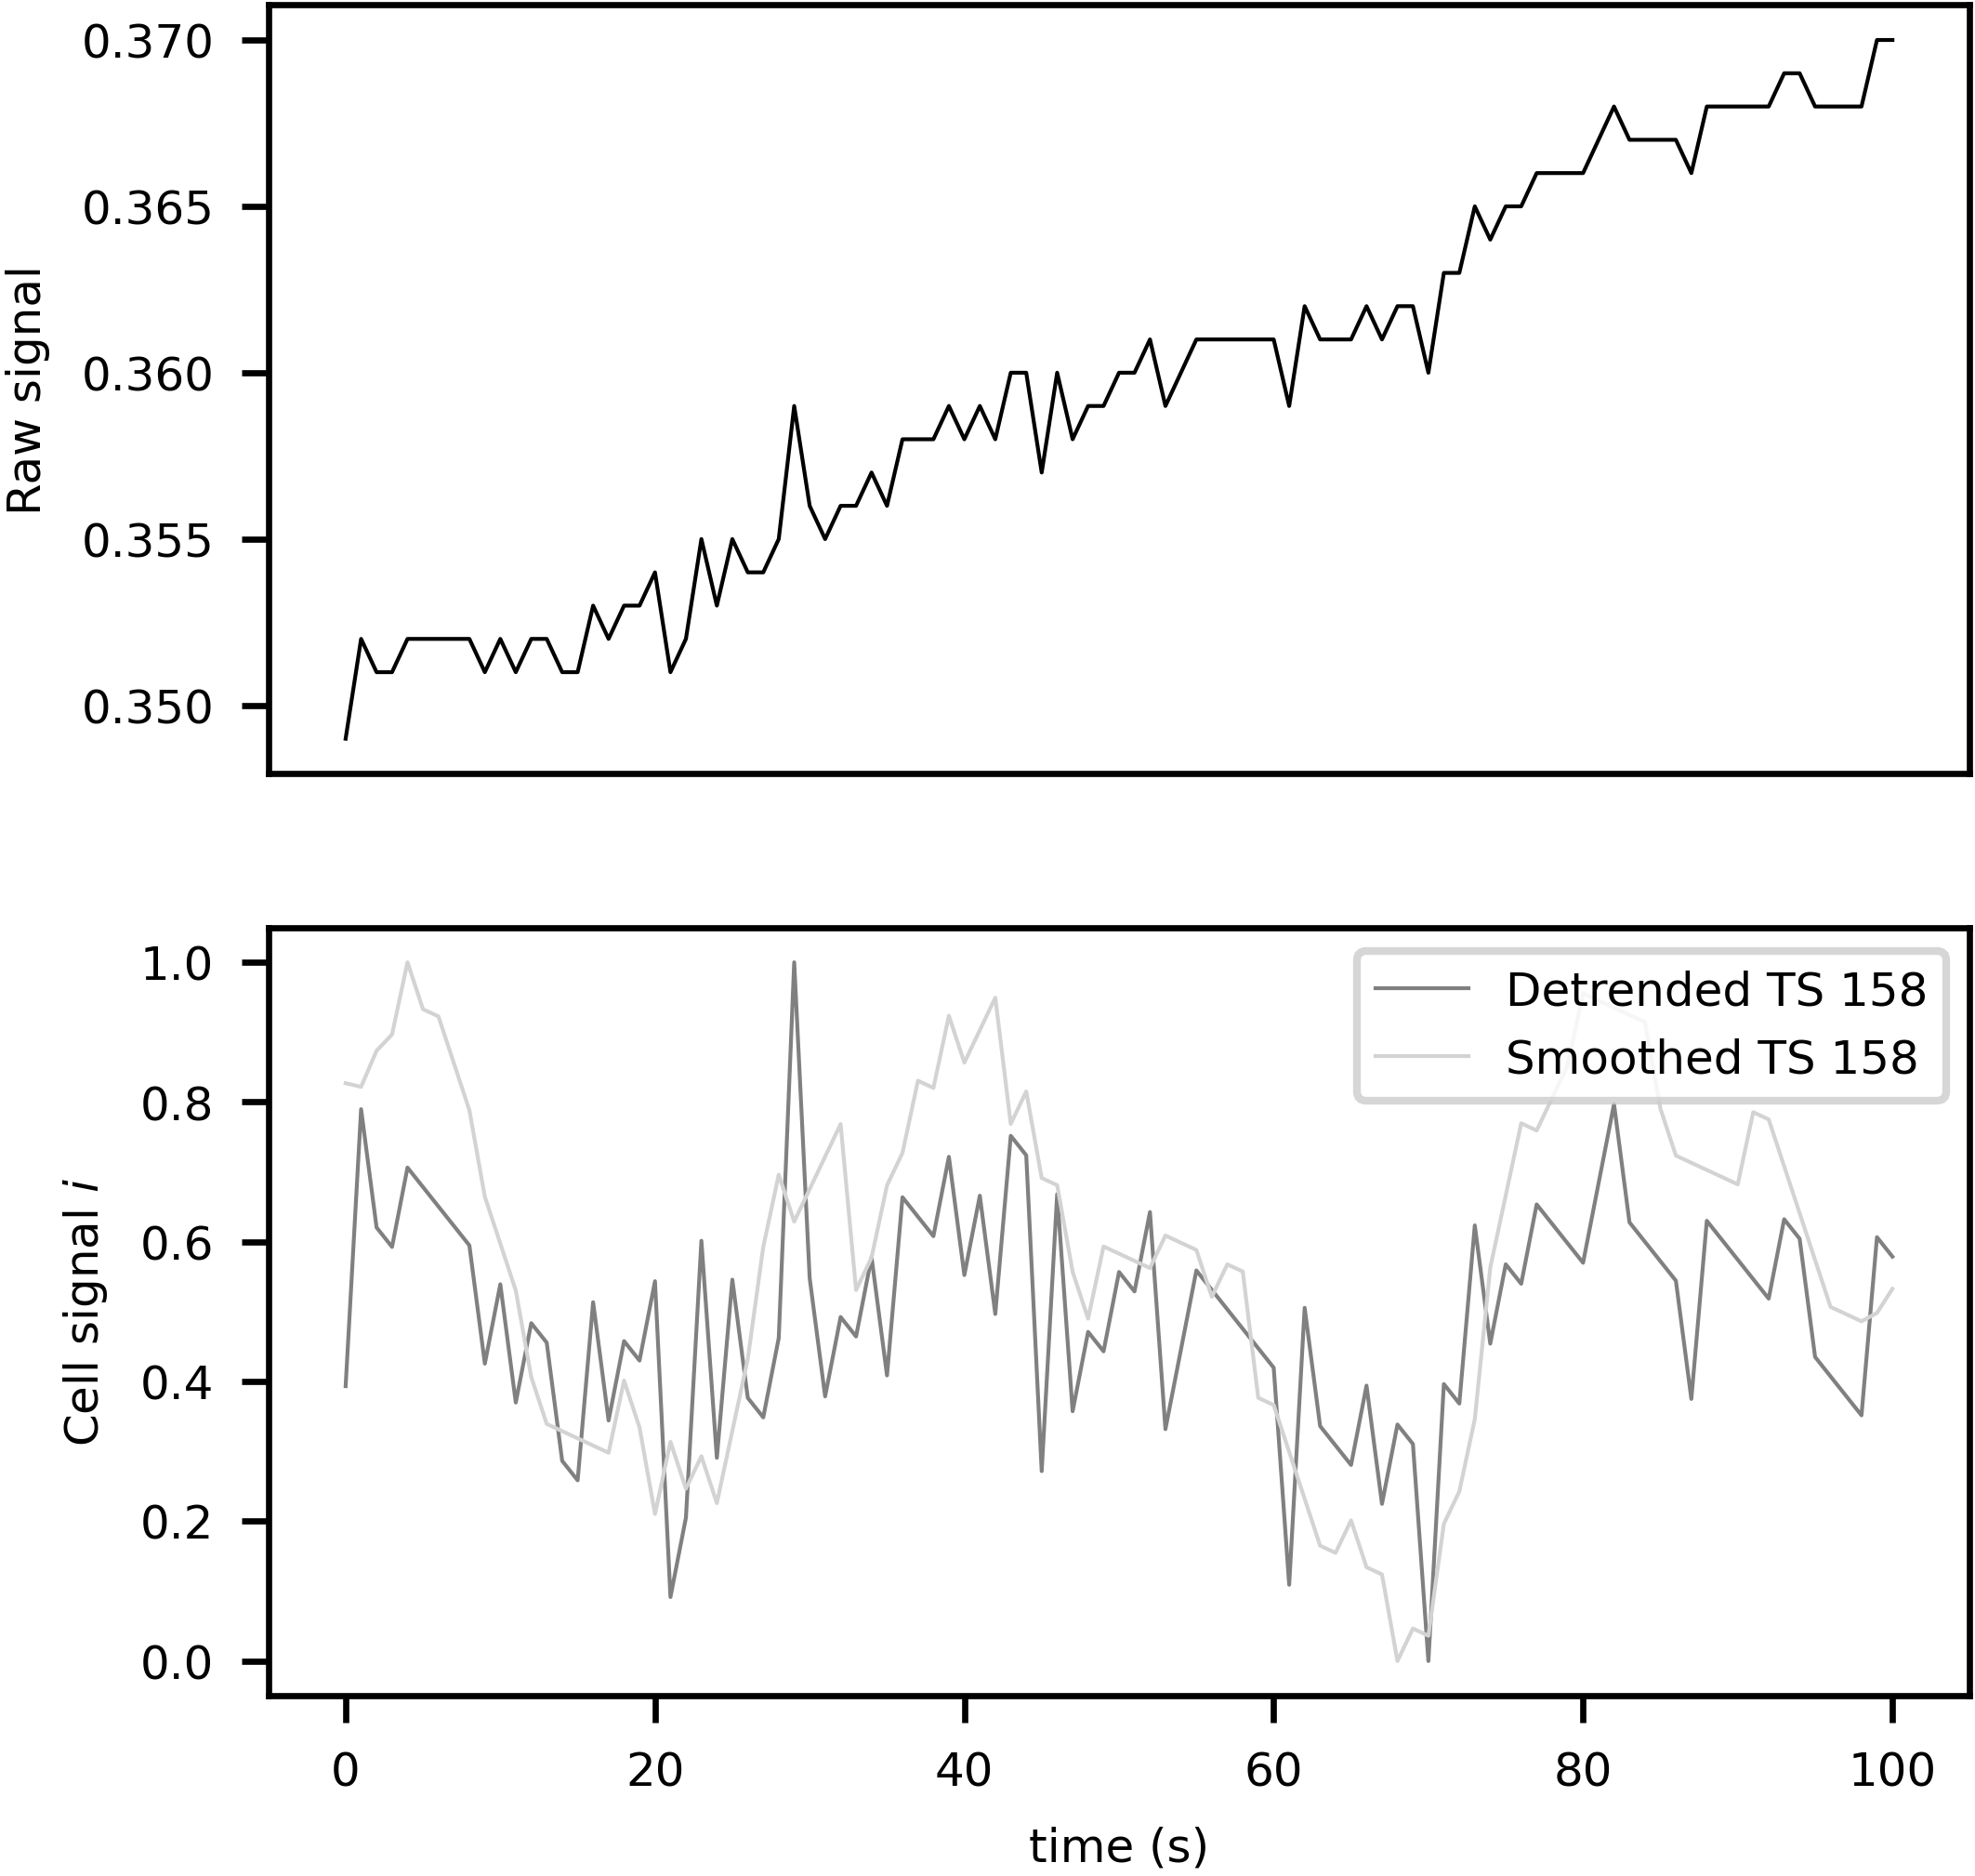 0.370
0.365
0.360
0.355
0.350
Raw signal
1.0
0.8
0.6
0.4
0.2
0.0
Cell signal i
Detrended TS 158
Smoothed TS 158
0 20 40 60 80 100
time (s)